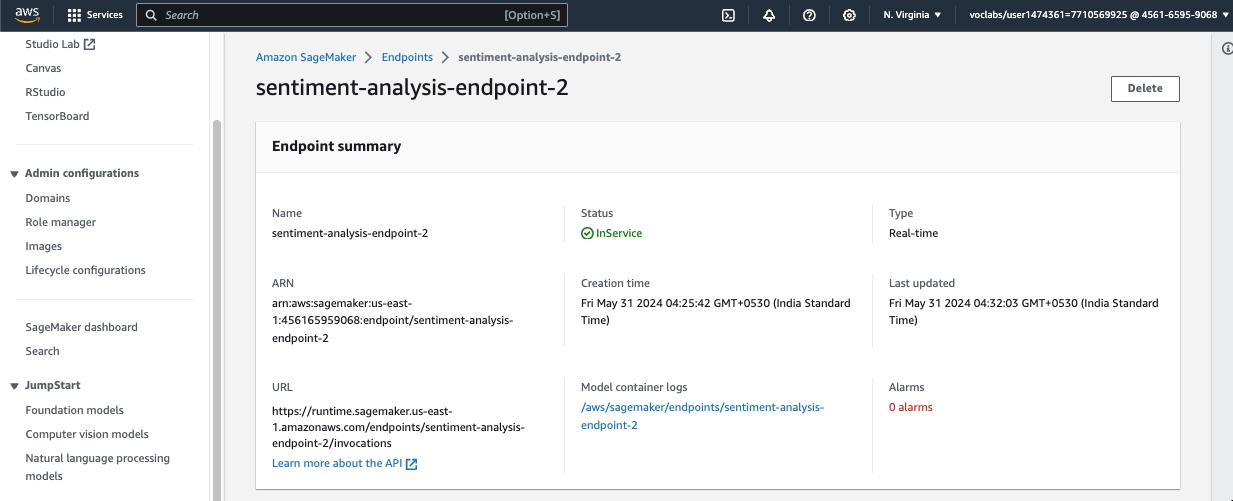 aws
Services
Search
[Option+S]
N. Virginia
voclabs/user1474361=7710569925 @ 4561-6595-9068
Studio Lab
Canvas
RStudio
TensorBoard
Admin configurations
Domains
Role manager
Images
Lifecycle configurations
SageMaker dashboard
Search
JumpStart
Foundation models
Computer vision models
Natural language processing
models
Amazon SageMaker
Endpoints
sentiment-analysis-endpoint-2
sentiment-analysis-endpoint-2
Delete
Endpoint summary
Name
sentiment-analysis-endpoint-2
Status
InService
Type
Real-time
ARN
arn:aws:sagemaker:us-east-
1:456165959068:endpoint/sentiment-analysis-
endpoint-2
Creation time
Fri May 31 2024 04:25:42 GMT+0530 (India Standard
Time)
Last updated
Fri May 31 2024 04:32:03 GMT+0530 (India Standard
Time)
URL
https://runtime.sagemaker.us-east-
1.amazonaws.com/endpoints/sentiment-analysis-
endpoint-2/invocations
Learn more about the API
Model container logs
/aws/sagemaker/endpoints/sentiment-analysis-
endpoint-2
Alarms
0 alarms